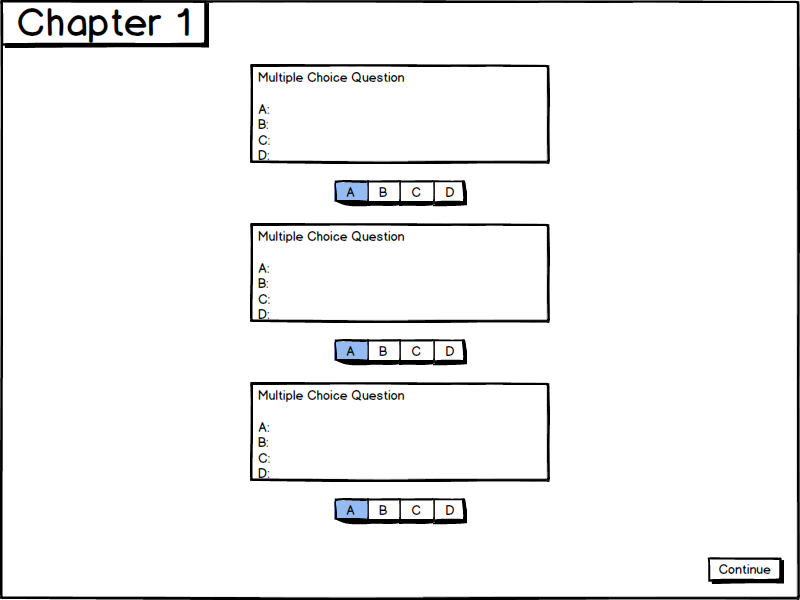 Chapter 1
Multiple Choice Question
A:
B:
C:
D:
A B C D
Multiple Choice Question
A:
B:
C:
D:
A B C D
Multiple Choice Question
A:
B:
C:
D:
A B C D
Continue